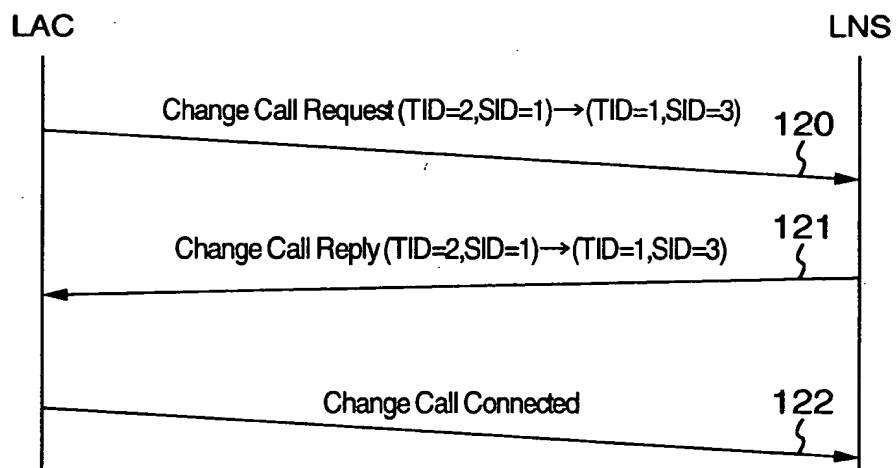 LAC
LNS
Change Call Request (TID=2,SID=1)→(TID=1,SID=3)
120
Change Call Reply (TID=2,SID=1)→(TID=1,SID=3)
121
Change Call Connected
122